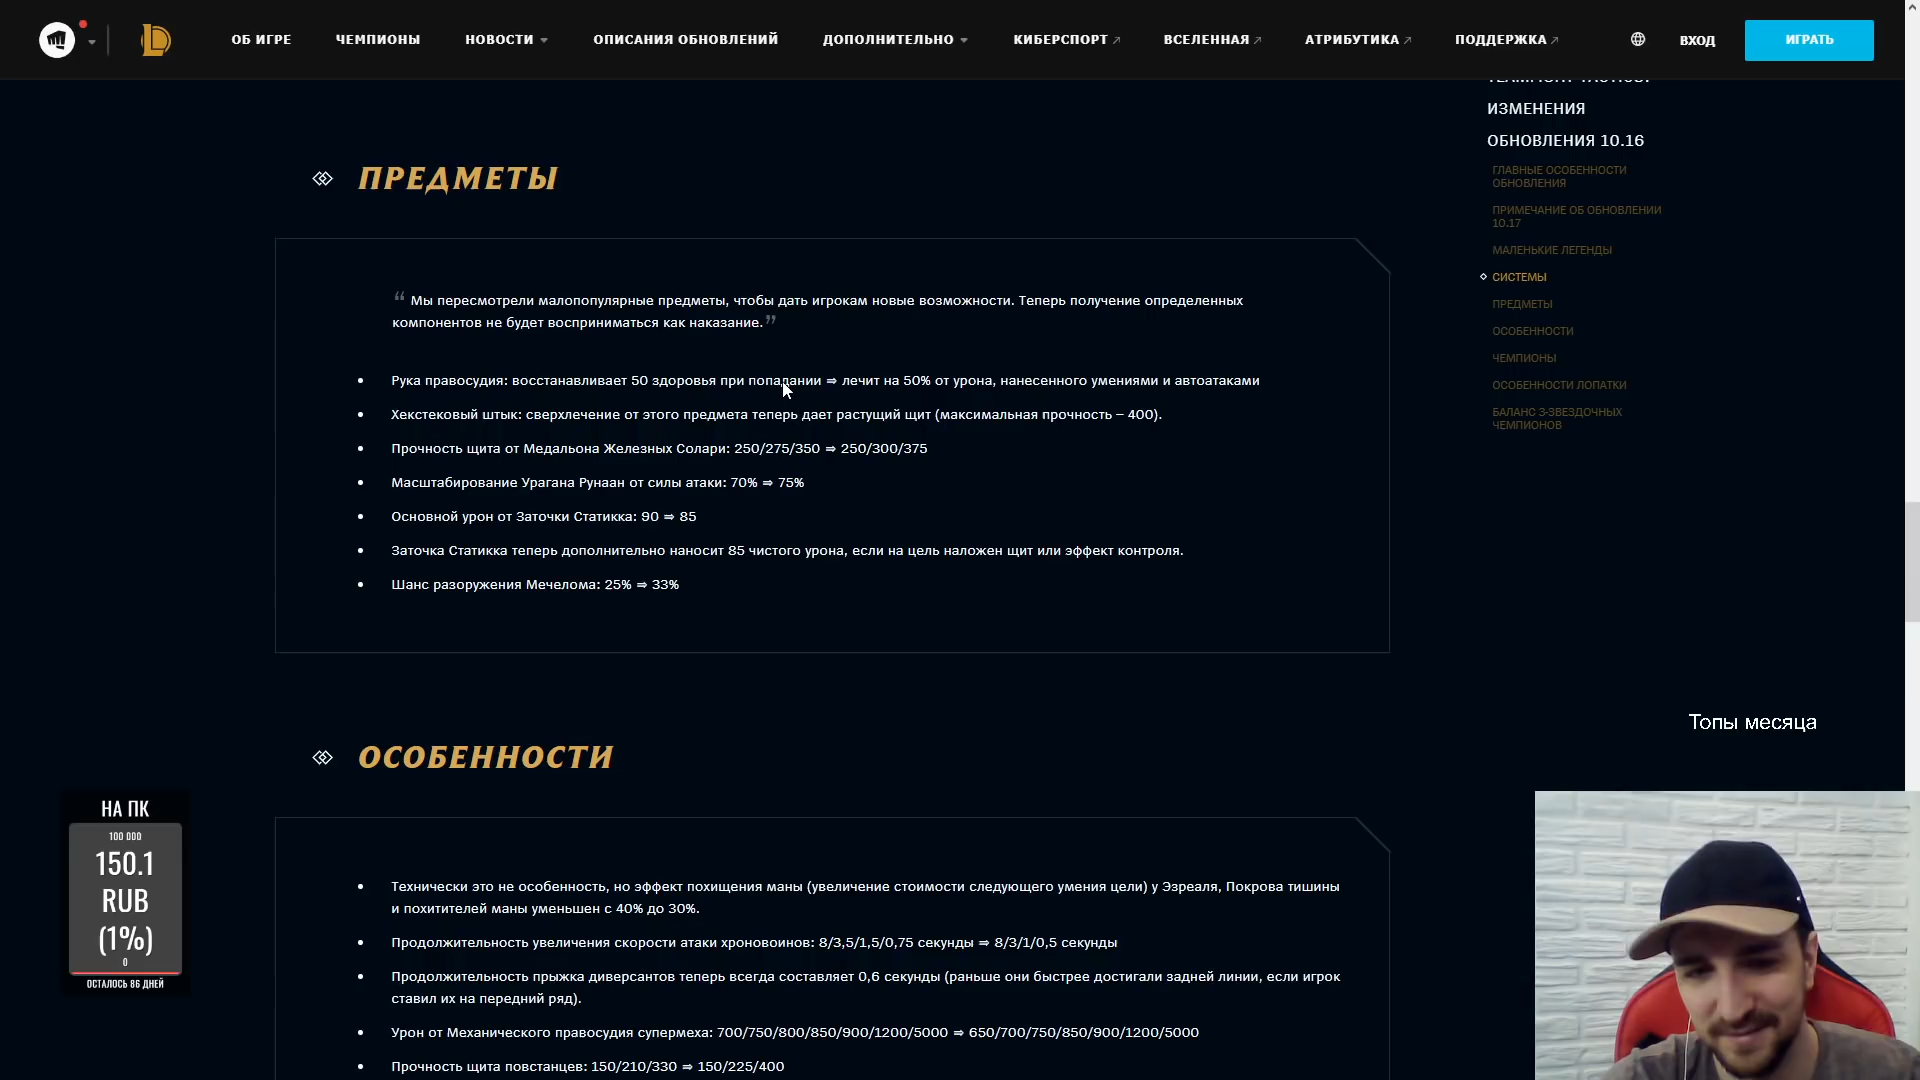 ОБ ИГРЕ ЧЕМПИОНЫ НОВОСТИ ОПИСАНИЯ ОБНОВЛЕНИЙ ДОПОЛНИТЕЛЬНО КИБЕРСПОРТ ВСЕЛЕННАЯ АТРИБУТИКА ПОДДЕРЖКА ВХОД ИГРАТЬ
ИЗМЕНЕНИЯ
ОБНОВЛЕНИЯ 10.16
ГЛАВНЫЕ ОСОБЕННОСТИ
ОБНОВЛЕНИЯ
ПРИМЕЧАНИЕ ОБ ОБНОВЛЕНИИ
10.17
МАЛЕНЬКИЕ ЛЕГЕНДЫ
СИСТЕМЫ
ПРЕДМЕТЫ
ОСОБЕННОСТИ
ЧЕМПИОНЫ
ОСОБЕННОСТИ ЛОПАТКИ
БАЛАНС 3-ЗВЕЗДОЧНЫХ
ЧЕМПИОНОВ
ПРЕДМЕТЫ
“ Мы пересмотрели малопопулярные предметы, чтобы дать игрокам новые возможности. Теперь получение определенных
компонентов не будет восприниматься как наказание.”
• Рука правосудия: восстанавливает 50 здоровья при попадании ⇒ лечит на 50% от урона, нанесенного умениями и автоатаками
• Хекстековый штык: сверхлечение от этого предмета теперь дает растущий щит (максимальная прочность – 400).
• Прочность щита от Медальона Железных Солари: 250/275/350 ⇒ 250/300/375
• Масштабирование Урагана Рунаан от силы атаки: 70% ⇒ 75%
• Основной урон от Заточки Статикка: 90 ⇒ 85
• Заточка Статикка теперь дополнительно наносит 85 чистого урона, если на цель наложен щит или эффект контроля.
• Шанс разоружения Мечелома: 25% ⇒ 33%
Топы месяца
ОСОБЕННОСТИ
• Технически это не особенность, но эффект похищения маны (увеличение стоимости следующего умения цели) у Эзреаля, Покрова тишины
и похитителей маны уменьшен с 40% до 30%.
• Продолжительность увеличения скорости атаки хроновоинов: 8/3,5/1,5/0,75 секунды ⇒ 8/3/1/0,5 секунды
• Продолжительность прыжка диверсантов теперь всегда составляет 0,6 секунды (раньше они быстрее достигали задней линии, если игрок
ставил их на передний ряд).
• Урон от Механического правосудия супермеха: 700/750/800/850/900/1200/5000 ⇒ 650/700/750/850/900/1200/5000
• Прочность щита повстанцев: 150/210/330 ⇒ 150/225/400
НА ПК
100 000
150.1
RUB
(1%)
0
ОСТАЛОСЬ 86 ДНЕЙ